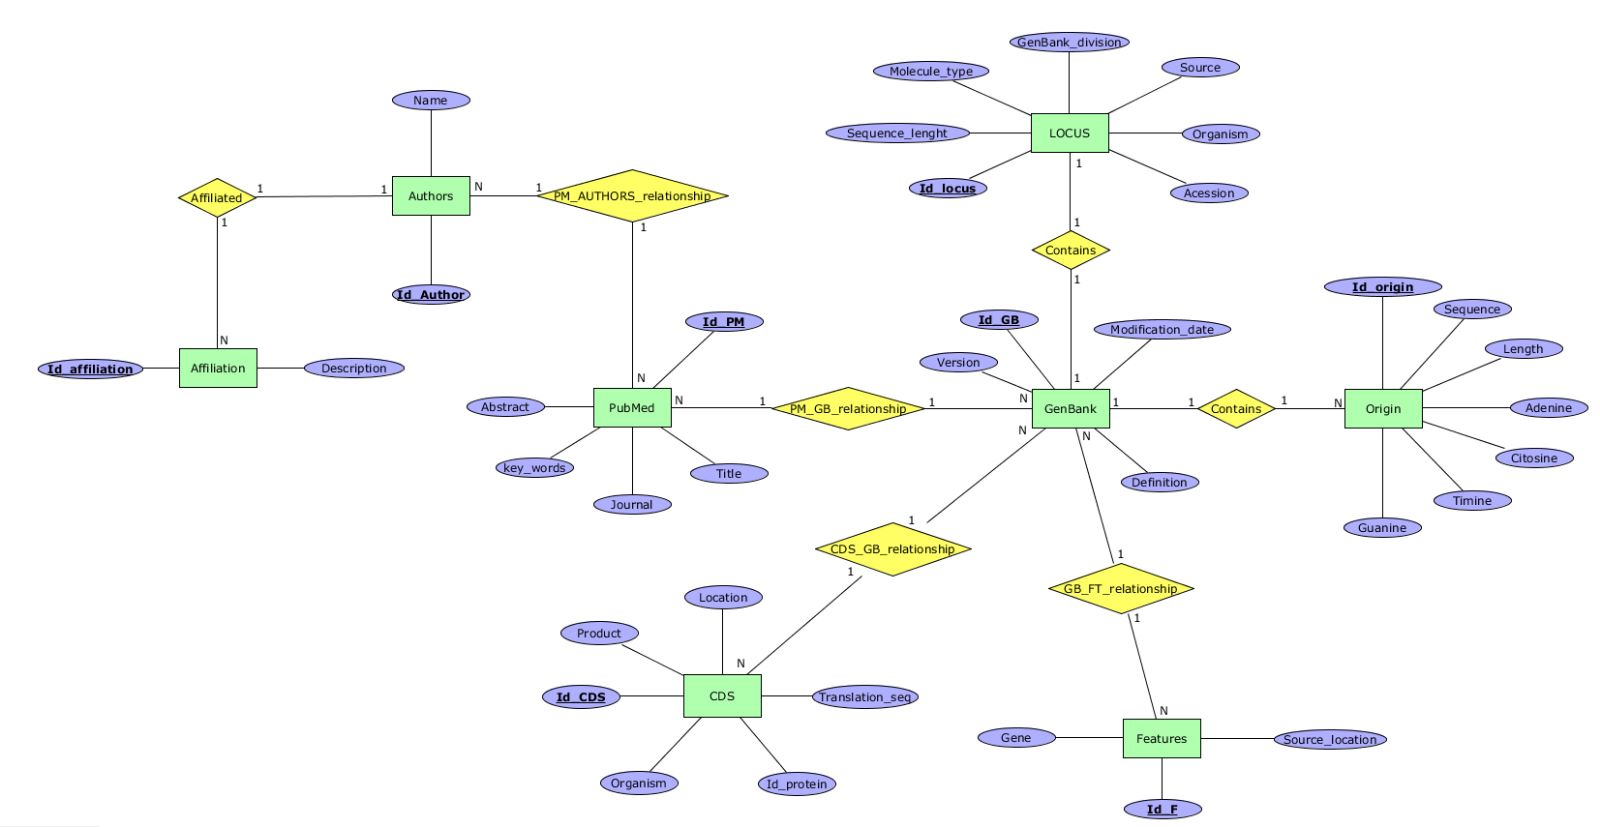 GenBank_division
Source
Molecule_type
Name
Sequence_lenght
LOCUS
Organism
Id_locus
Acession
1
Affiliated
1
1
Authors
N
1
PM_AUTHORS_relationship
1
1
1
Contains
1
Id_Author
Id_origin
Sequence
Id_PM
Id_GB
Modification_date
N
Length
Id_affiliation
Affiliation
Description
Version
N
1
Abstract
PubMed
N
1
PM_GB_relationship
1
N
GenBank
1
1
Contains
1
N
Origin
Adenine
N
N
key_words
Title
Definition
Citosine
Journal
Timine
1
Guanine
CDS_GB_relationship
1
1
GB_FT_relationship
Location
1
Product
N
Id_CDS
CDS
Translation_seq
N
Gene
Features
Source_location
Organism
Id_protein
Id_F